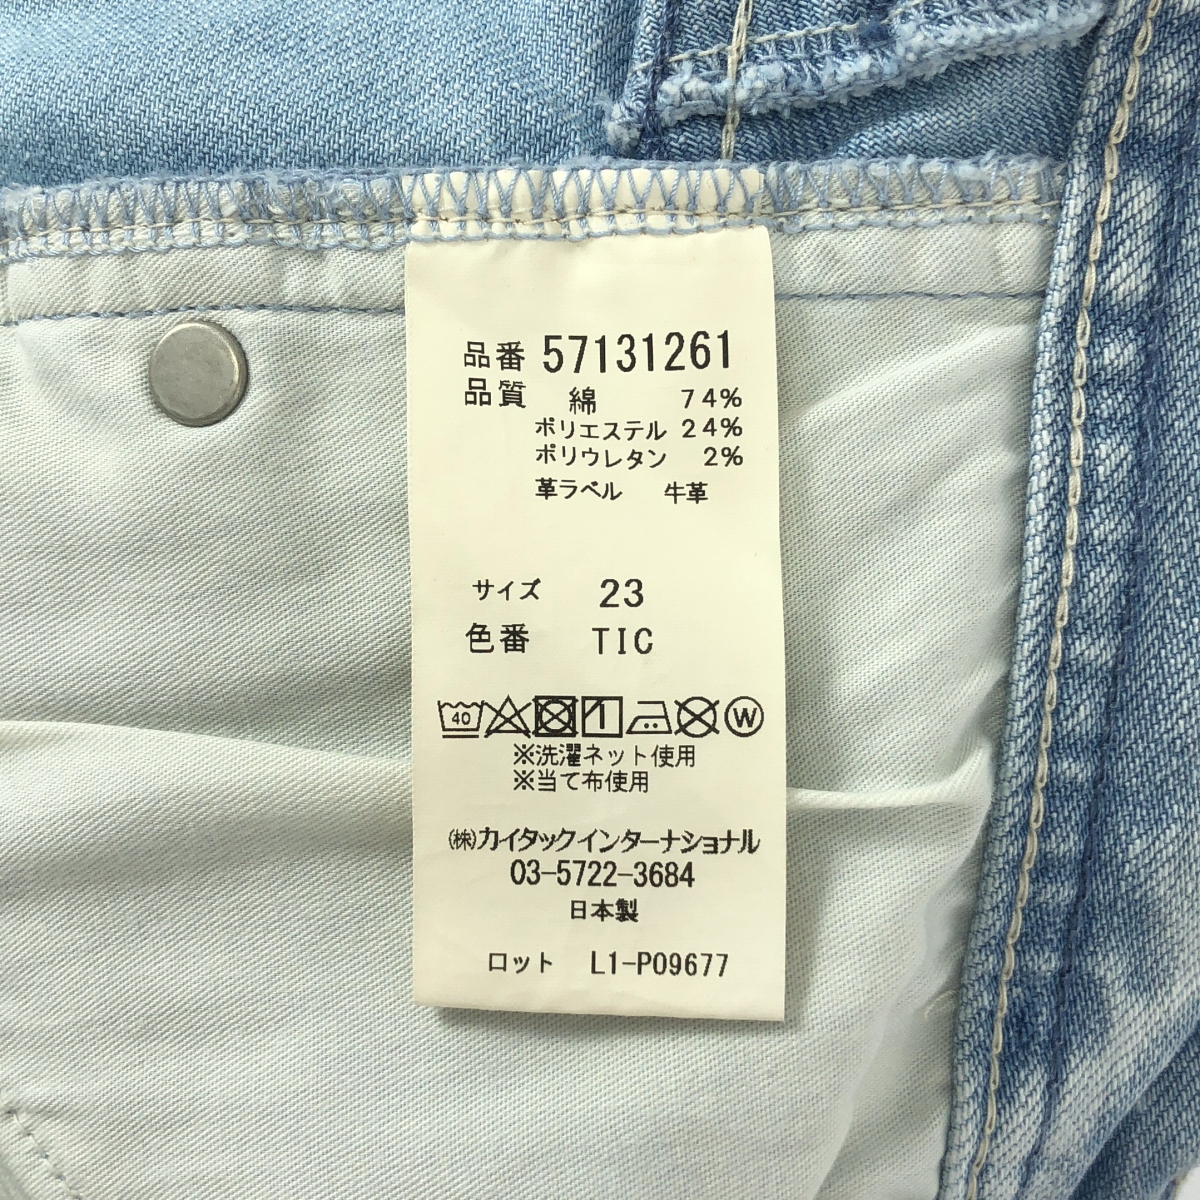 品番 57131261
品質 綿 74%
ポリエステル 24%
ポリウレタン 2%
革ラベル 牛革
サイズ 23
色番 TIC
40 W
※洗濯ネット使用
※当て布使用
㈱カイタックインターナショナル
03-5722-3684
日本製
ロット L1-P09677